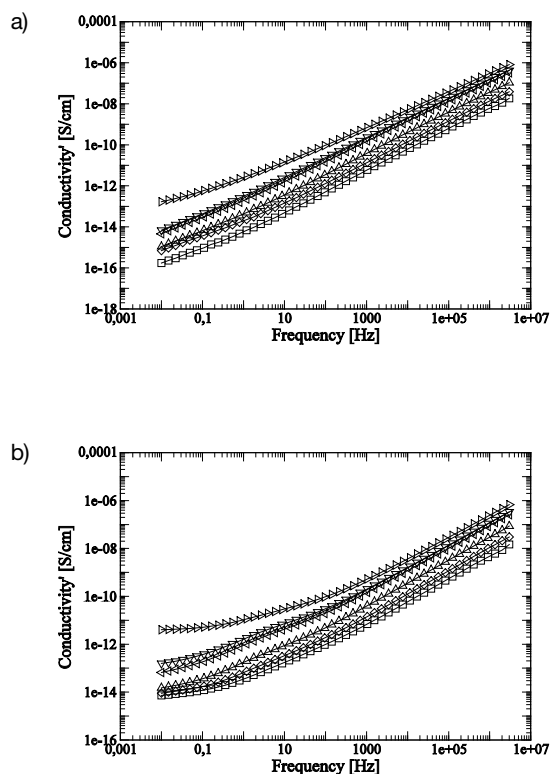 a)
0,0001
1e-06
1e-08
1e-10
1e-12
1e-14
1e-16
1e-18
Conductivity' [S/cm]
0,001 0,1 10 1000 1e+05 1e+07
Frequency [Hz]
b)
0,0001
1e-06
1e-08
1e-10
1e-12
1e-14
1e-16
Conductivity' [S/cm]
0,001 0,1 10 1000 1e+05 1e+07
Frequency [Hz]